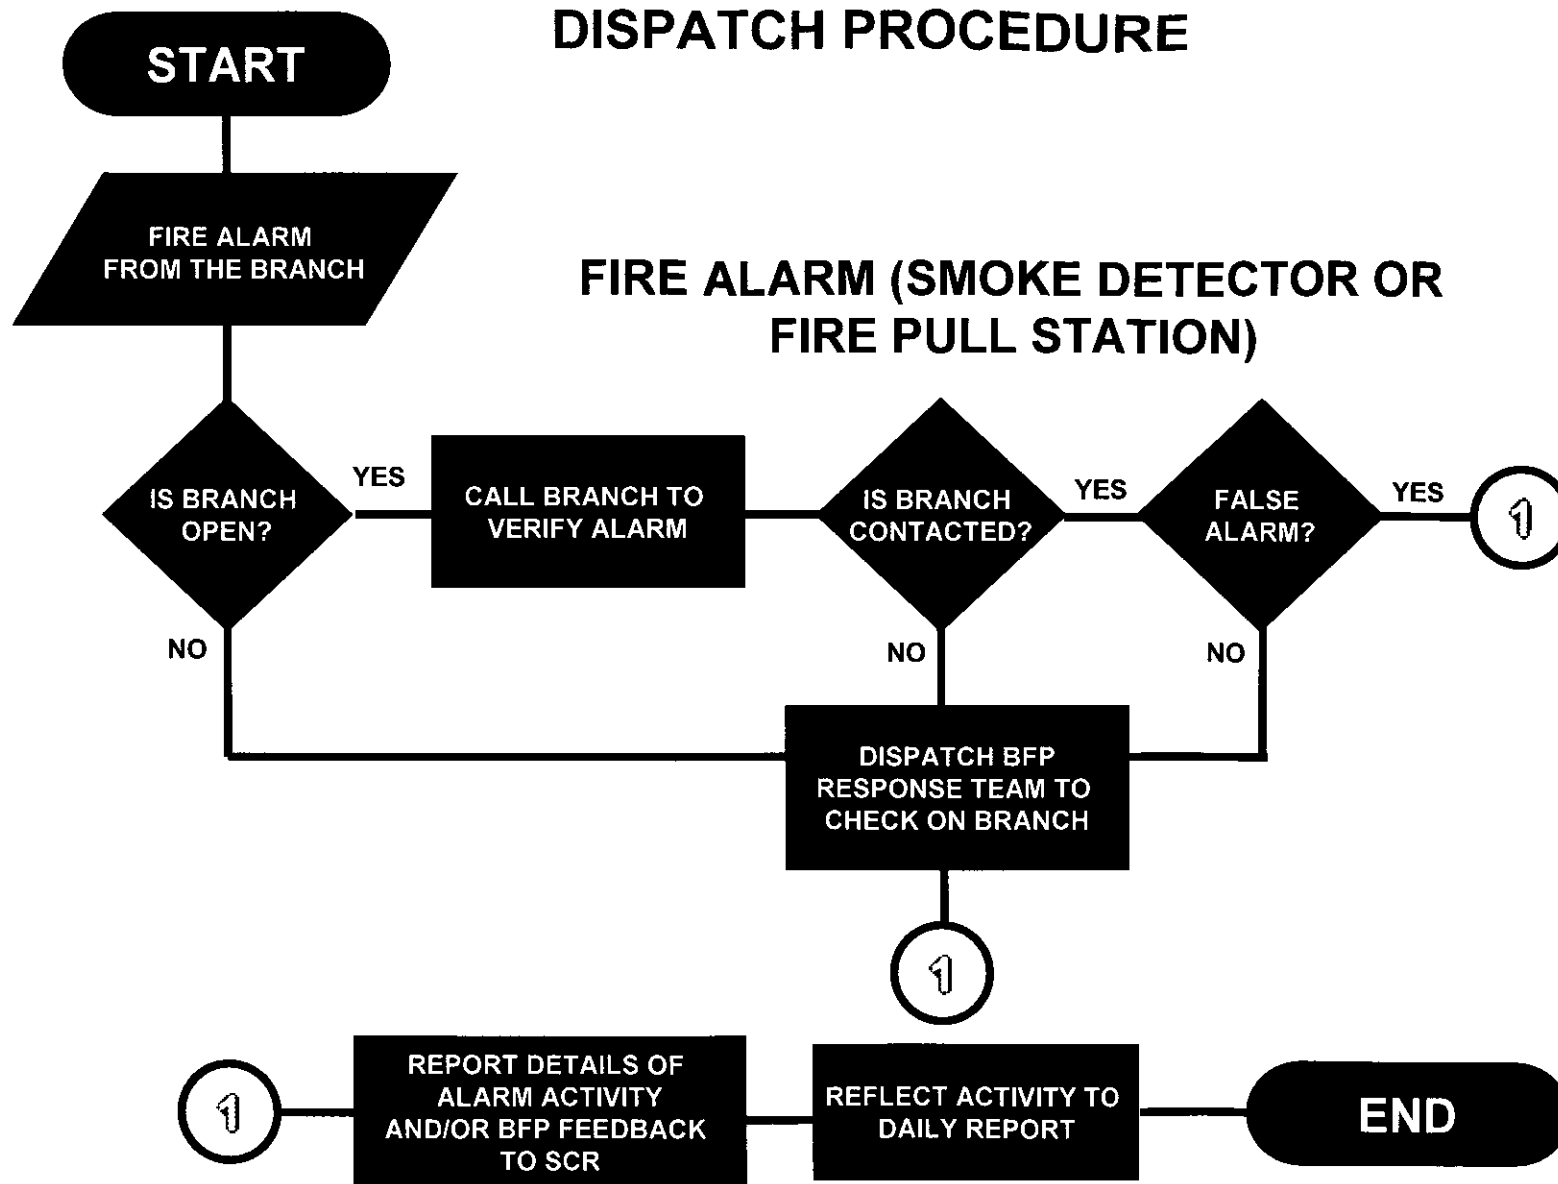 DISPATCH PROCEDURE
START
FIRE ALARM
FROM THE BRANCH
FIRE ALARM (SMOKE DETECTOR OR
FIRE PULL STATION)
IS BRANCH
OPEN?
YES
CALL BRANCH TO
VERIFY ALARM
IS BRANCH
CONTACTED?
YES
FALSE
ALARM?
YES
1
NO
NO
NO
DISPATCH BFP
RESPONSE TEAM TO
CHECK ON BRANCH
1
1
REPORT DETAILS OF
ALARM ACTIVITY
AND/OR BFP FEEDBACK
TO SCR
REFLECT ACTIVITY TO
DAILY REPORT
END